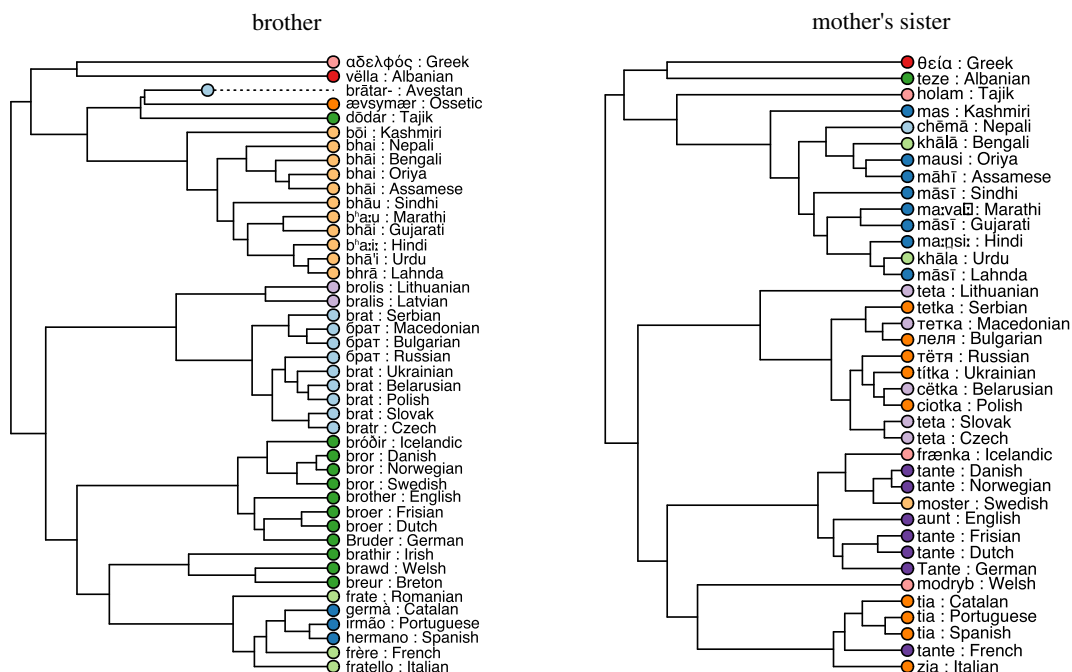 brother
αδελφός : Greek
vëlla : Albanian
brātar- : Avestan
ævsymær : Ossetic
dōdar : Tajik
bōi : Kashmiri
bhai : Nepali
bhāi : Bengali
bhai : Oriya
bhāi : Assamese
bhāu : Sindhi
bʰaːu : Marathi
bhāi : Gujarati
bʰaːiː : Hindi
bhā'i : Urdu
bhrā : Lahnda
brolis : Lithuanian
bralis : Latvian
brat : Serbian
брат : Macedonian
брат : Bulgarian
брат : Russian
brat : Ukrainian
brat : Belarusian
brat : Polish
brat : Slovak
bratr : Czech
bróðir : Icelandic
bror : Danish
bror : Norwegian
bror : Swedish
brother : English
broer : Frisian
broer : Dutch
Bruder : German
brathir : Irish
brawd : Welsh
breur : Breton
frate : Romanian
germà : Catalan
irmão : Portuguese
hermano : Spanish
frère : French
fratello : Italian
mother's sister
θεία : Greek
teze : Albanian
holam : Tajik
mas : Kashmiri
chēmā : Nepali
khālā : Bengali
mausi : Oriya
māhī : Assamese
māsī : Sindhi
: Marathi
māsī : Gujarati
maːn̪siː : Hindi
khāla : Urdu
māsī : Lahnda
teta : Lithuanian
tetka : Serbian
тетка : Macedonian
леля : Bulgarian
тётя : Russian
títka : Ukrainian
cëtka : Belarusian
ciotka : Polish
teta : Slovak
teta : Czech
frænka : Icelandic
tante : Danish
tante : Norwegian
moster : Swedish
aunt : English
tante : Frisian
tante : Dutch
Tante : German
modryb : Welsh
tia : Catalan
tia : Portuguese
tia : Spanish
tante : French
zia : Italian